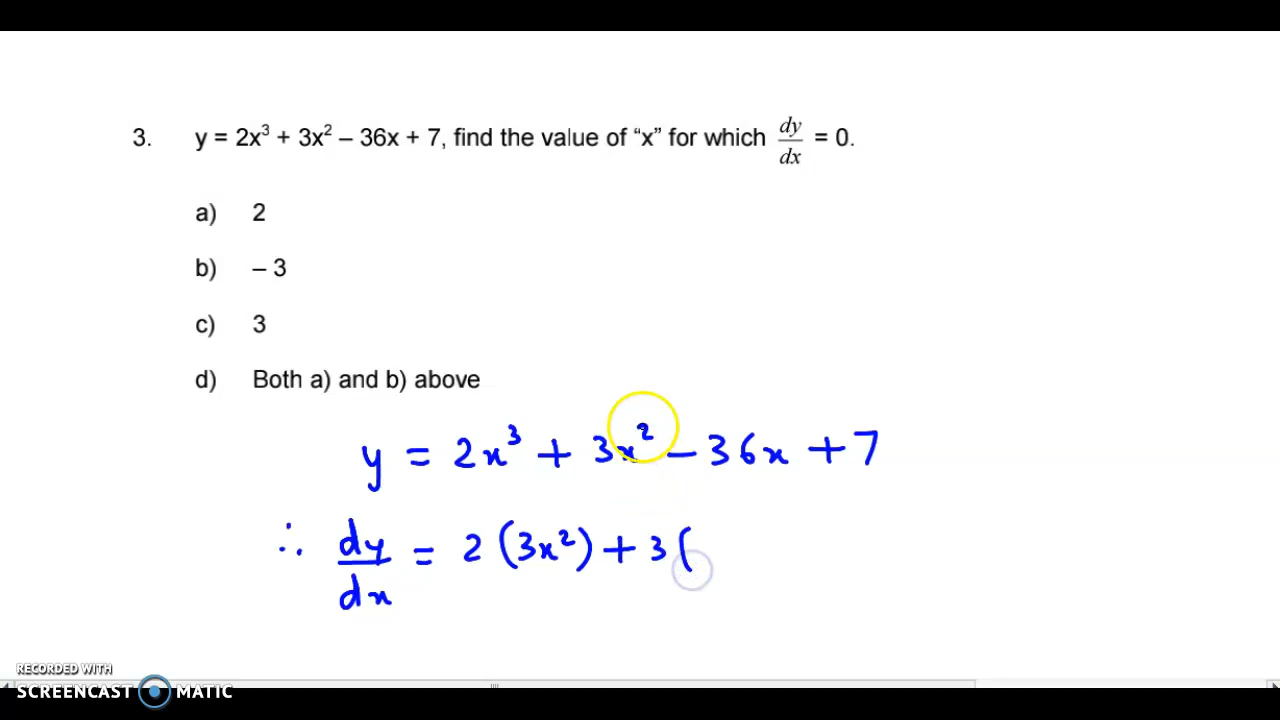 3. y = 2x³ + 3x² – 36x + 7, find the value of “x” for which dy/dx = 0.
a) 2
b) – 3
c) 3
d) Both a) and b) above
y = 2x³ + 3x² – 36x + 7
∴ dy/dx = 2(3x²) + 3(
RECORDED WITH
SCREENCAST MATIC